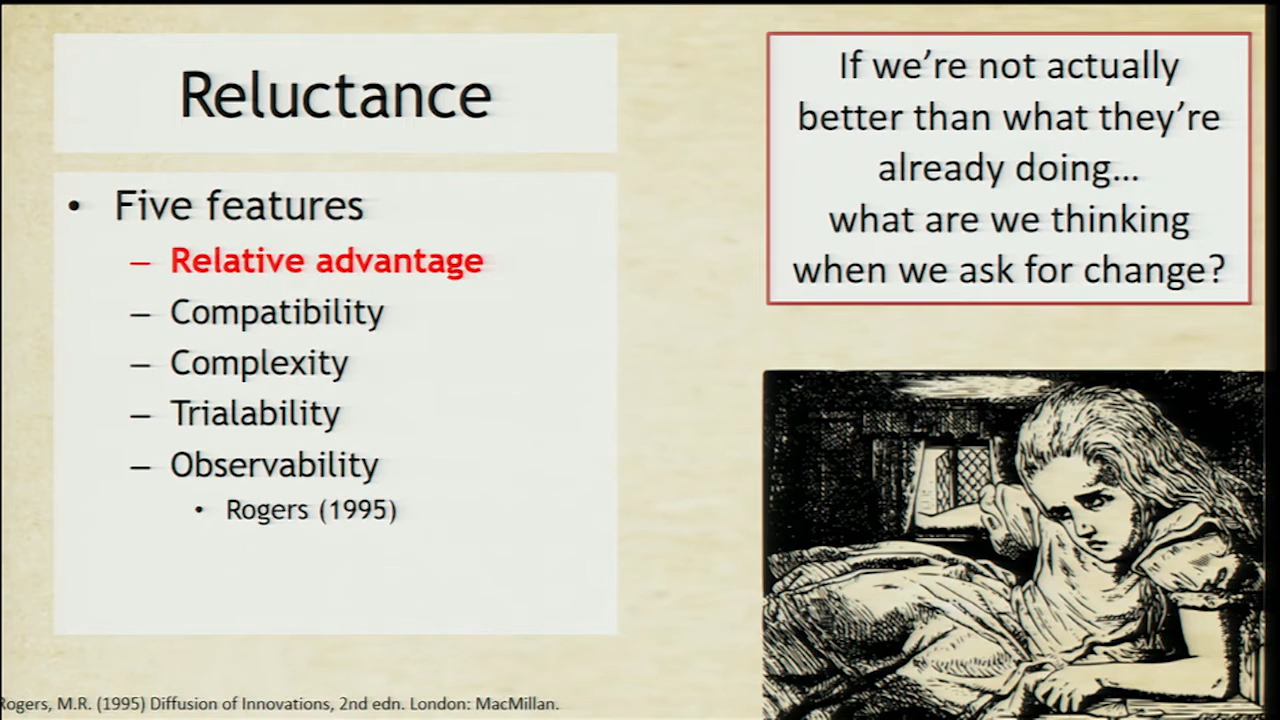 Reluctance
• Five features
– Relative advantage
– Compatibility
– Complexity
– Trialability
– Observability
• Rogers (1995)
If we’re not actually
better than what they’re
already doing…
what are we thinking
when we ask for change?
Rogers, M.R. (1995) Diffusion of Innovations, 2nd edn. London: MacMillan.